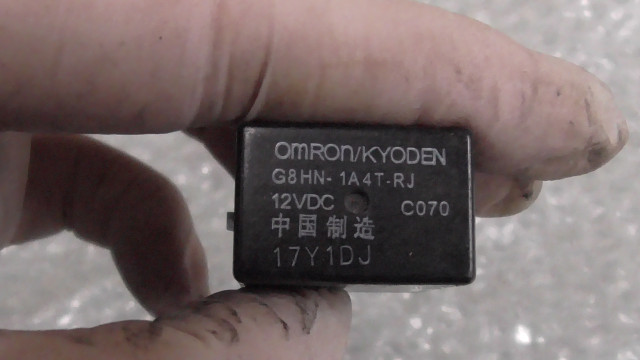 OMRON/KYODEN
G8HN-1A4T-RJ
12VDC C070
中国制造
17Y1DJ